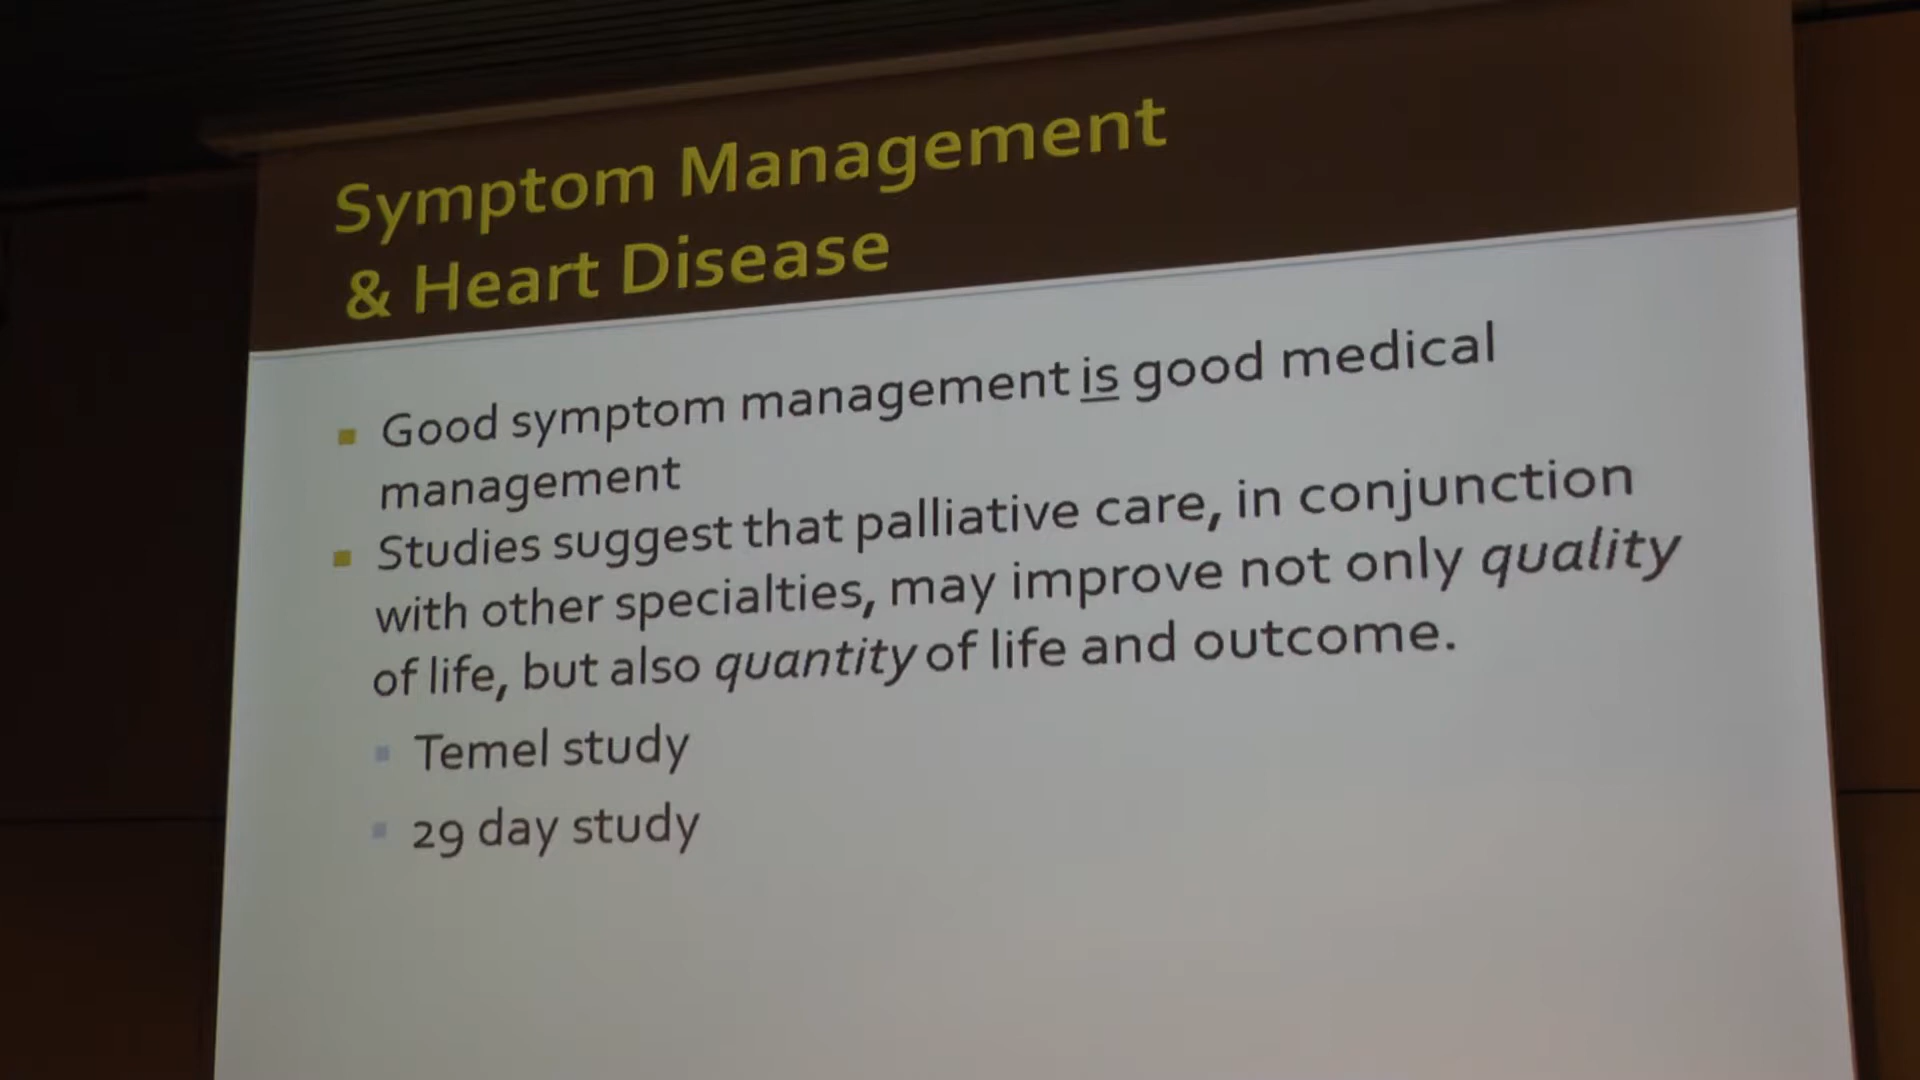 Symptom Management
& Heart Disease
▪ Good symptom management is good medical
management
▪ Studies suggest that palliative care, in conjunction
with other specialties, may improve not only quality
of life, but also quantity of life and outcome.
▪ Temel study
▪ 29 day study